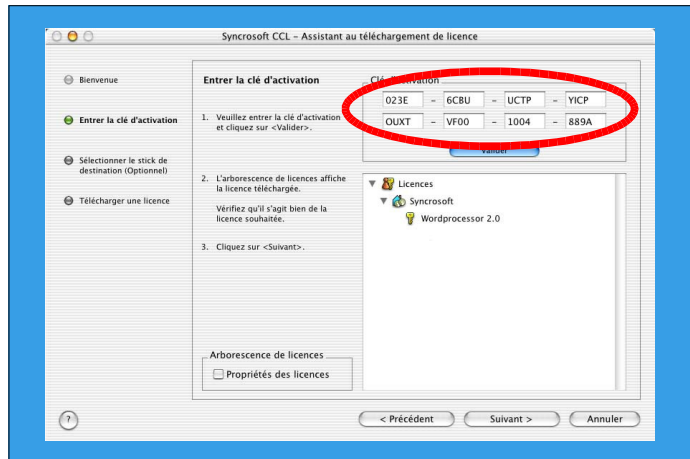 Syncrosoft CCL – Assistant au téléchargement de licence
Bienvenue
Entrer la clé d'activation
Sélectionner le stick de
destination (Optionnel)
Télécharger une licence
Entrer la clé d'activation
1. Veuillez entrer la clé d'activation
et cliquez sur <Valider>.
2. L'arborescence de licences affiche
la licence téléchargée.
Vérifiez qu'il s'agit bien de la
licence souhaitée.
3. Cliquez sur <Suivant>.
Arborescence de licences
Propriétés des licences
Clé d'activation
023E – 6CBU – UCTP – YICP
OUXT – VF00 – 1004 – 889A
Valider
Licences
Syncrosoft
Wordprocessor 2.0
?
< Précédent
Suivant >
Annuler